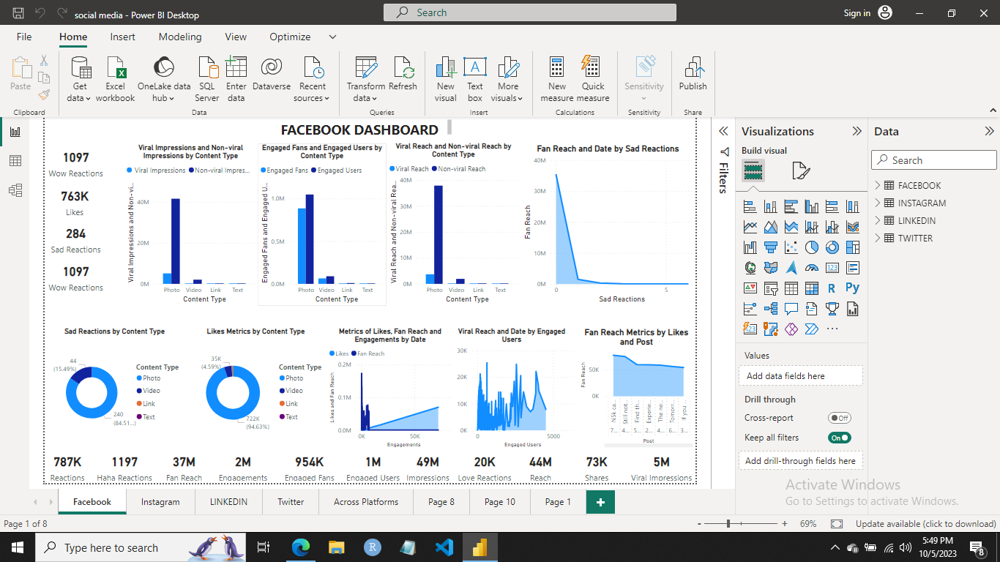 social media - Power BI Desktop
Search
Sign in
File Home Insert Modeling View Optimize
Paste
Get data
Excel workbook
OneLake data hub
SQL Server
Enter data
Dataverse
Recent sources
Transform data
Refresh
New visual
Text box
More visuals
New measure
Quick measure
Sensitivity
Publish
Clipboard Data Queries Insert Calculations Sensitivity Share
FACEBOOK DASHBOARD
1097
Wow Reactions
763K
Likes
284
Sad Reactions
1097
Wow Reactions
Viral Impressions and Non-viral
Impressions by Content Type
Viral Impressions Non-viral Impres...
Viral Impressions and Non-vi...
40M
20M
0M
Photo Video Link Text
Content Type
Engaged Fans and Engaged Users by
Content Type
Engaged Fans Engaged Users
Engaged Fans and Engaged U...
1.0M
0.5M
0.0M
Photo Video Link Text
Content Type
Viral Reach and Non-viral Reach by
Content Type
Viral Reach Non-viral Reach
Viral Reach and Non-viral Rea...
40M
30M
20M
10M
0M
Photo Video Link Text
Content Type
Fan Reach and Date by Sad Reactions
Fan Reach
40M
30M
20M
10M
0M
0 5
Sad Reactions
Sad Reactions by Content Type
44
(15.49%)
240
(84.51...)
Content Type
Photo
Video
Link
Text
Likes Metrics by Content Type
35K
(4.59%)
722K
(94.63%)
Content Type
Photo
Video
Link
Text
Metrics of Likes, Fan Reach and
Engagements by Date
Likes Fan Reach
Likes and Fan Reach
0.2M
0.1M
0.0M
0K 50K
Engagements
Viral Reach and Date by Engaged
Users
30K
20K
10K
0K
0 5000
Engaged Users
Fan Reach Metrics by Likes
and Post
Fan Reach
50K
0K
N5k ca...
Still not...
Find th...
Experie...
The ne...
Tomorr...
If you ...
7... 4... 5... 2... 4... 6... 3...
Post
787K 1197 37M 2M 954K 1M 49M 20K 44M 73K 5M
Reactions Haha Reactions Fan Reach Engagements Engaged Fans Engaged Users Impressions Love Reactions Reach Shares Viral Impressions
Filters
Visualizations
Build visual
R Py
123
123
Values
Add data fields here
Drill through
Cross-report Off
Keep all filters On
Add drill-through fields here
Data
Search
FACEBOOK
INSTAGRAM
LINKEDIN
TWITTER
Activate Windows
Go to Settings to activate Windows.
Facebook Instagram LINKEDIN Twitter Across Platforms Page 8 Page 10 Page 1 +
Page 1 of 8
- + 69%
Update available (click to download)
Type here to search
R
5:49 PM
10/5/2023
8